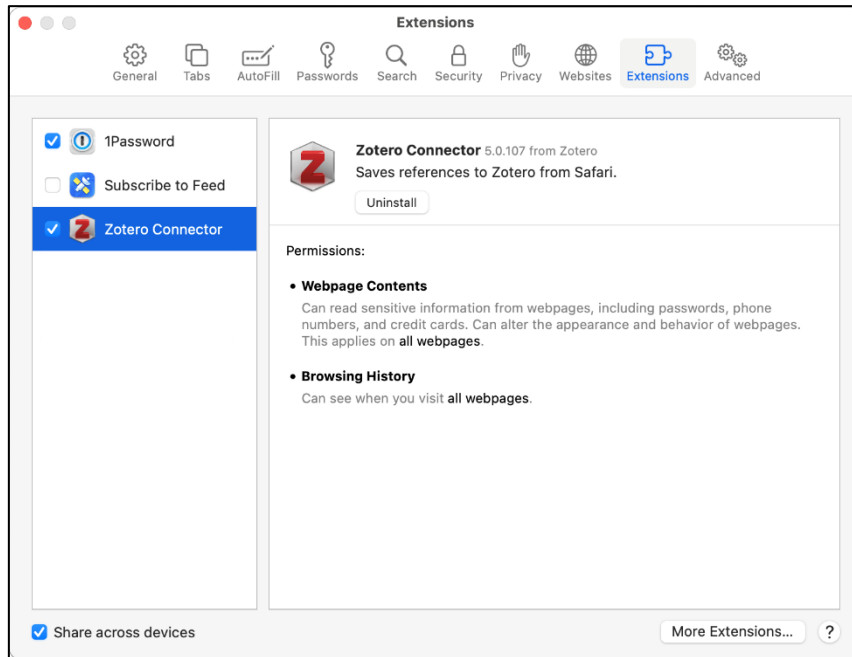 Extensions
General Tabs AutoFill Passwords Search Security Privacy Websites Extensions Advanced
1Password
Subscribe to Feed
Zotero Connector
Zotero Connector 5.0.107 from Zotero
Saves references to Zotero from Safari.
Uninstall
Permissions:
• Webpage Contents
Can read sensitive information from webpages, including passwords, phone
numbers, and credit cards. Can alter the appearance and behavior of webpages.
This applies on all webpages.
• Browsing History
Can see when you visit all webpages.
Share across devices
More Extensions... ?